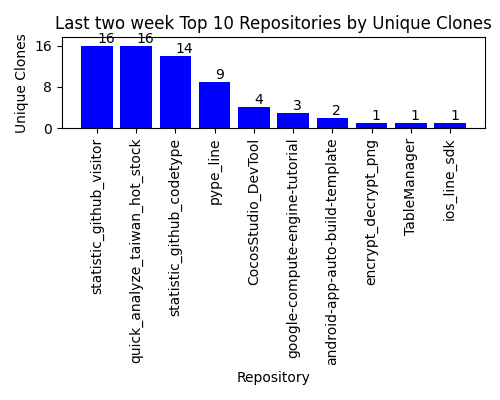 Last two week Top 10 Repositories by Unique Clones
Unique Clones
16
8
0
16
16
14
9
4
3
2
1
1
1
statistic_github_visitor
quick_analyze_taiwan_hot_stock
statistic_github_codetype
pype_line
CocosStudio_DevTool
google-compute-engine-tutorial
android-app-auto-build-template
encrypt_decrypt_png
TableManager
ios_line_sdk
Repository